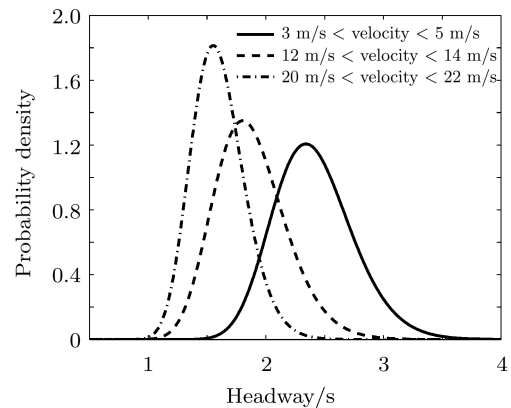 2.0
1.6
1.2
0.8
0.4
0
Probability density
3 m/s < velocity < 5 m/s
12 m/s < velocity < 14 m/s
20 m/s < velocity < 22 m/s
1 2 3 4
Headway/s